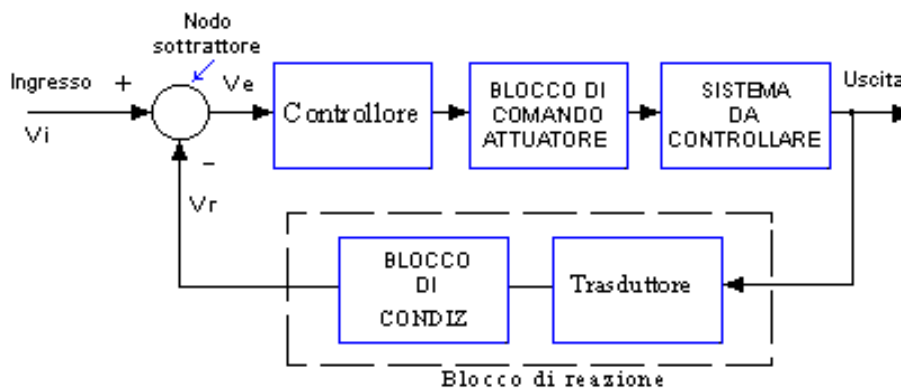 Nodo
sottrattore
Ingresso
+
Ve
Vi
Controllore
BLOCCO DI
COMANDO
ATTUATORE
SISTEMA
DA
CONTROLLARE
Uscita
-
Vr
BLOCCO
DI
CONDIZ
Trasduttore
Blocco di reazione